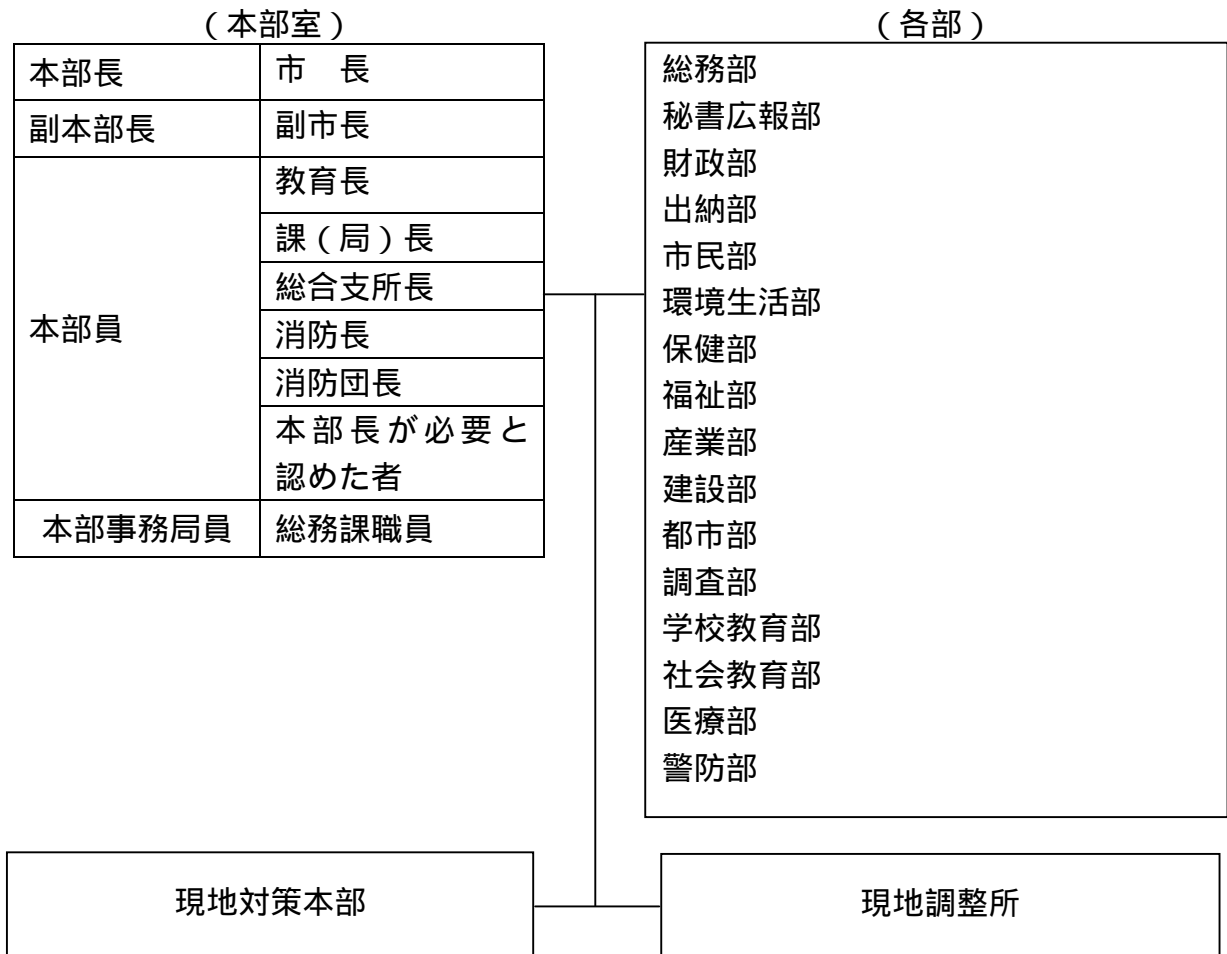 （本部室）
本部長 市　長
副本部長 副市長
本部員
教育長
課（局）長
総合支所長
消防長
消防団長
本部長が必要と
認めた者
本部事務局員 総務課職員
（各部）
総務部
秘書広報部
財政部
出納部
市民部
環境生活部
保健部
福祉部
産業部
建設部
都市部
調査部
学校教育部
社会教育部
医療部
警防部
現地対策本部
現地調整所